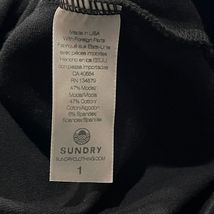 Made in USA
With Foreign Parts
Fabriqué aux États-Unis
avec pièces importées
Hecho en (EE.UU.)
con piezas importadas
CA 40684
RN 134879
47% Modal
Modal/Modal
47% Cotton/
Coton/Algodon
6% Spandex/
Spandex/Spandex
SUNDRY
SUNDRYCLOTHING.COM
1